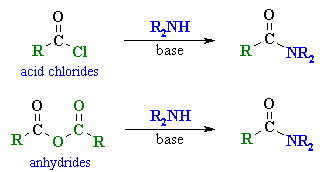 O
R C Cl
acid chlorides
R₂NH
base
O
R C NR₂
O O
R C O C R
anhydrides
R₂NH
base
O
R C NR₂